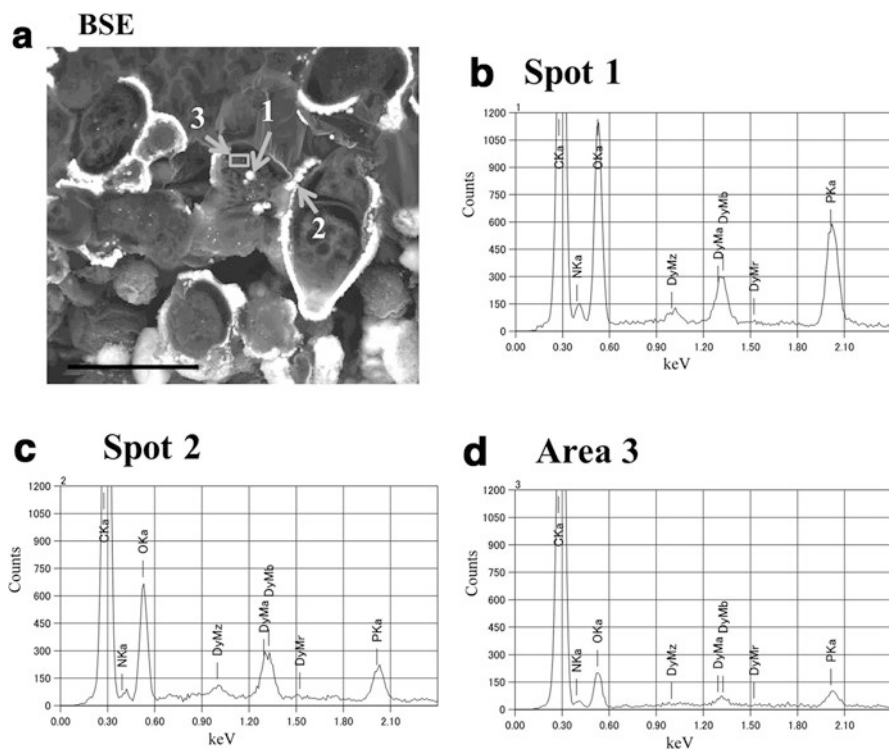 BSE
a
3
1
2
b Spot 1
1
1200
1050
900
750
600
450
300
150
0
Counts
CKa
NKa
OKa
DyMz
DyMa
DyMb
DyMr
PKa
0.00 0.30 0.60 0.90 1.20 1.50 1.80 2.10
keV
c Spot 2
2
1200
1050
900
750
600
450
300
150
0
Counts
CKa
NKa
OKa
DyMz
DyMa
DyMb
DyMr
PKa
0.00 0.30 0.60 0.90 1.20 1.50 1.80 2.10
keV
d Area 3
3
1200
1050
900
750
600
450
300
150
0
Counts
CKa
NKa
OKa
DyMz
DyMa
DyMb
DyMr
PKa
0.00 0.30 0.60 0.90 1.20 1.50 1.80 2.10
keV